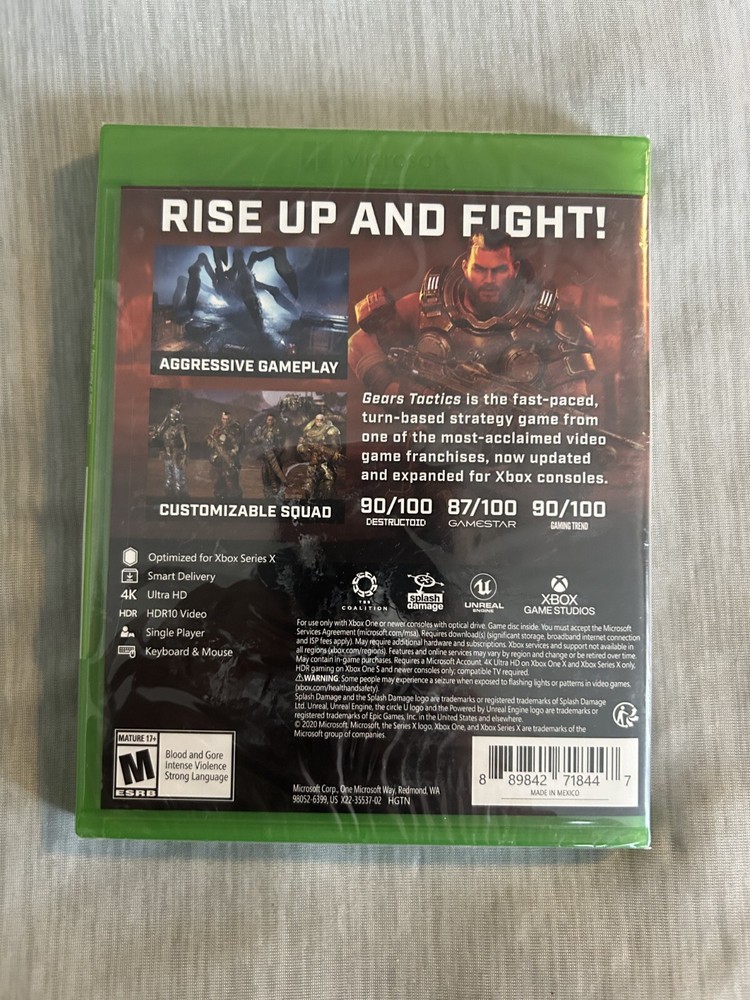 Microsoft
RISE UP AND FIGHT!
AGGRESSIVE GAMEPLAY
Gears Tactics is the fast-paced,
turn-based strategy game from
one of the most-acclaimed video
game franchises, now updated
and expanded for Xbox consoles.
CUSTOMIZABLE SQUAD
90/100 87/100 90/100
DESTRUCTOID GAMESTAR GAMING TREND
Optimized for Xbox Series X
Smart Delivery
4K Ultra HD
HDR HDR10 Video
Single Player
Keyboard & Mouse
THE
COALITION
splash
damage
UNREAL
ENGINE
XBOX
GAME STUDIOS
For use only with Xbox One or newer consoles with optical drive. Game disc inside. You must accept the Microsoft
Services Agreement (microsoft.com/msa). Requires download(s) (significant storage, broadband internet connection
and ISP fees apply). May require additional hardware and subscriptions. Xbox services and support not available in
all regions (xbox.com/regions). Features and online services may vary by region and change or be retired over time.
May contain in-game purchases. Requires a Microsoft Account. 4K Ultra HD on Xbox One X and Xbox Series X only.
HDR gaming on Xbox One S and newer consoles only; compatible TV required.
⚠WARNING: Some people may experience a seizure when exposed to flashing lights or patterns in video games.
(xbox.com/healthandsafety).
Splash Damage and the Splash Damage logo are trademarks or registered trademarks of Splash Damage
Ltd. Unreal, Unreal Engine, the circle U logo and the Powered by Unreal Engine logo are trademarks or
registered trademarks of Epic Games, Inc. in the United States and elsewhere.
© 2020 Microsoft. Microsoft, the Series X logo, Xbox One, and Xbox Series X are trademarks of the
Microsoft group of companies.
MATURE 17+
M
ESRB
Blood and Gore
Intense Violence
Strong Language
Microsoft Corp., One Microsoft Way, Redmond, WA
98052-6399, US X22-35537-02 HGTN
8 89842 71844 7
MADE IN MEXICO